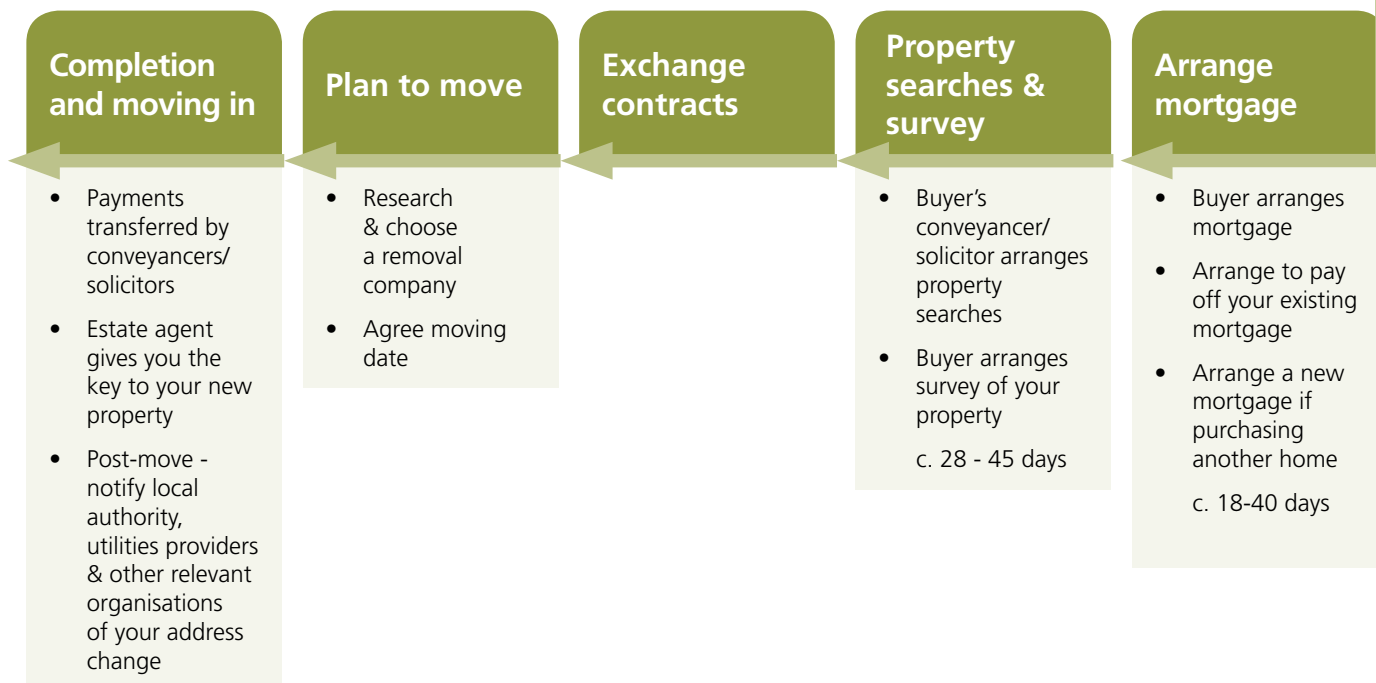 Completion
and moving in
• Payments
transferred by
conveyancers/
solicitors
• Estate agent
gives you the
key to your new
property
• Post-move -
notify local
authority,
utilities providers
& other relevant
organisations
of your address
change
Plan to move
• Research
& choose
a removal
company
• Agree moving
date
Exchange
contracts
Property
searches &
survey
• Buyer’s
conveyancer/
solicitor arranges
property
searches
• Buyer arranges
survey of your
property
c. 28 - 45 days
Arrange
mortgage
• Buyer arranges
mortgage
• Arrange to pay
off your existing
mortgage
• Arrange a new
mortgage if
purchasing
another home
c. 18-40 days